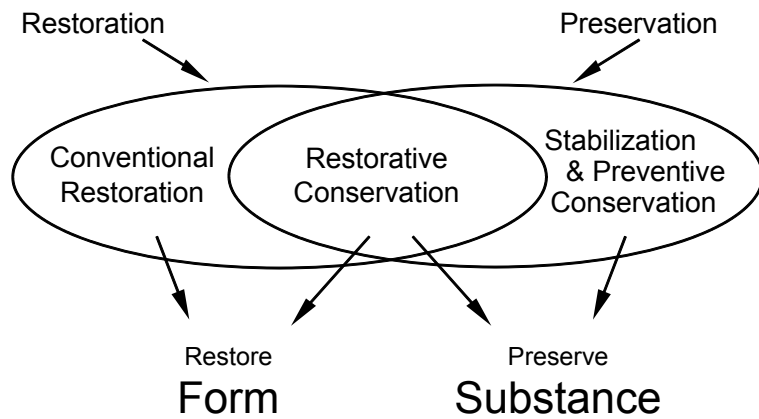 Restoration
Preservation
Conventional
Restoration
Restorative
Conservation
Stabilization
& Preventive
Conservation
Restore
Form
Preserve
Substance